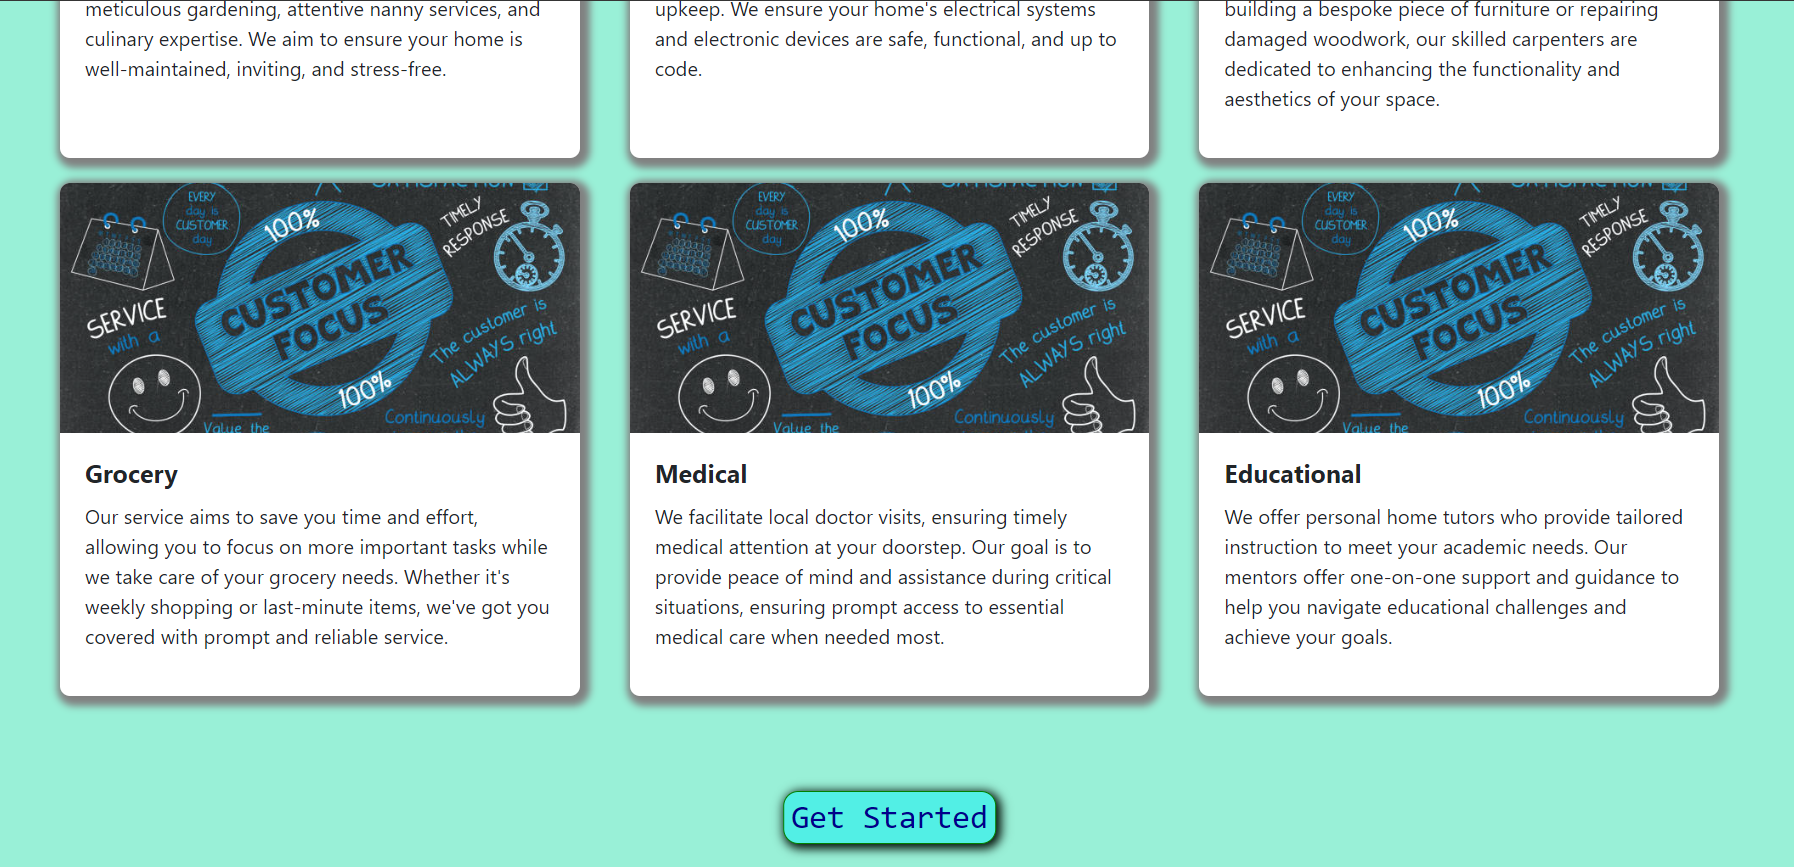 meticulous gardening, attentive nanny services, and
culinary expertise. We aim to ensure your home is
well-maintained, inviting, and stress-free.
upkeep. We ensure your home's electrical systems
and electronic devices are safe, functional, and up to
code.
building a bespoke piece of furniture or repairing
damaged woodwork, our skilled carpenters are
dedicated to enhancing the functionality and
aesthetics of your space.
EVERY
day is
CUSTOMER
day
100%
TIMELY
RESPONSE
CUSTOMER
FOCUS
SERVICE
with a
The customer is
ALWAYS right
100%
Continuously
Value the
Grocery
Our service aims to save you time and effort,
allowing you to focus on more important tasks while
we take care of your grocery needs. Whether it's
weekly shopping or last-minute items, we've got you
covered with prompt and reliable service.
EVERY
day is
CUSTOMER
day
100%
TIMELY
RESPONSE
CUSTOMER
FOCUS
SERVICE
with a
The customer is
ALWAYS right
100%
Continuously
Value the
Medical
We facilitate local doctor visits, ensuring timely
medical attention at your doorstep. Our goal is to
provide peace of mind and assistance during critical
situations, ensuring prompt access to essential
medical care when needed most.
EVERY
day is
CUSTOMER
day
100%
TIMELY
RESPONSE
CUSTOMER
FOCUS
SERVICE
with a
The customer is
ALWAYS right
100%
Continuously
Value the
Educational
We offer personal home tutors who provide tailored
instruction to meet your academic needs. Our
mentors offer one-on-one support and guidance to
help you navigate educational challenges and
achieve your goals.
Get Started